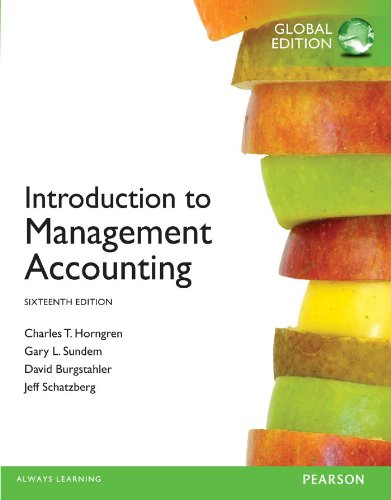 GLOBAL
EDITION
Introduction to
Management
Accounting
SIXTEENTH EDITION
Charles T. Horngren
Gary L. Sundem
David Burgstahler
Jeff Schatzberg
ALWAYS LEARNING
PEARSON